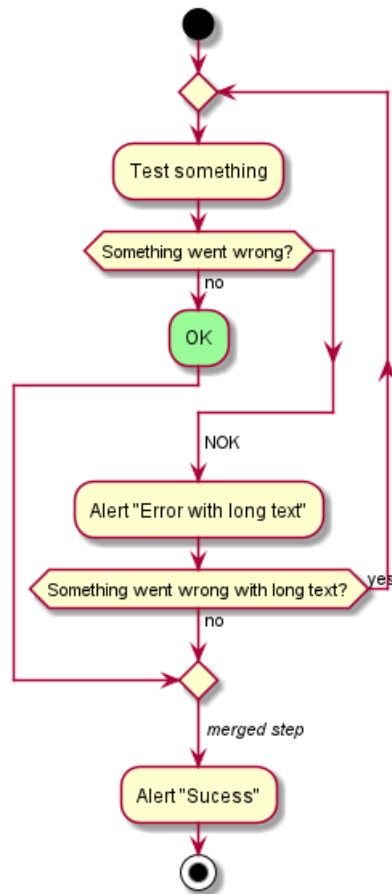 Test something
Something went wrong?
no
OK
NOK
Alert "Error with long text"
Something went wrong with long text?
yes
no
merged step
Alert "Sucess"